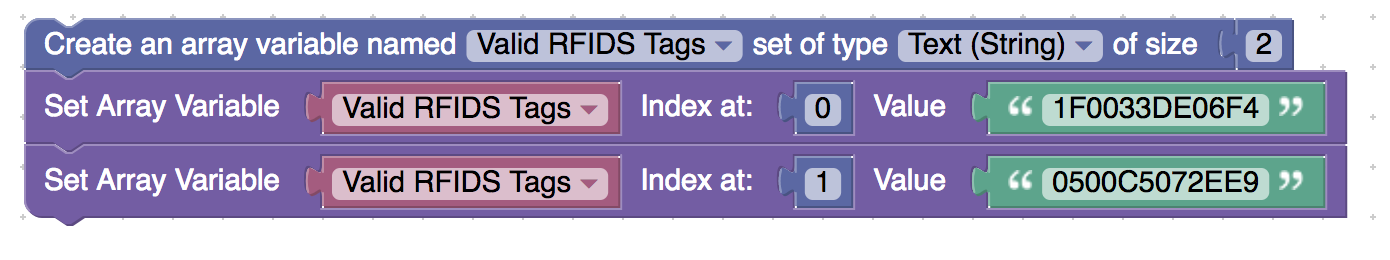 Create an array variable named Valid RFIDS Tags set of type Text (String) of size 2
Set Array Variable Valid RFIDS Tags Index at: 0 Value “ 1F0033DE06F4 ”
Set Array Variable Valid RFIDS Tags Index at: 1 Value “ 0500C5072EE9 ”